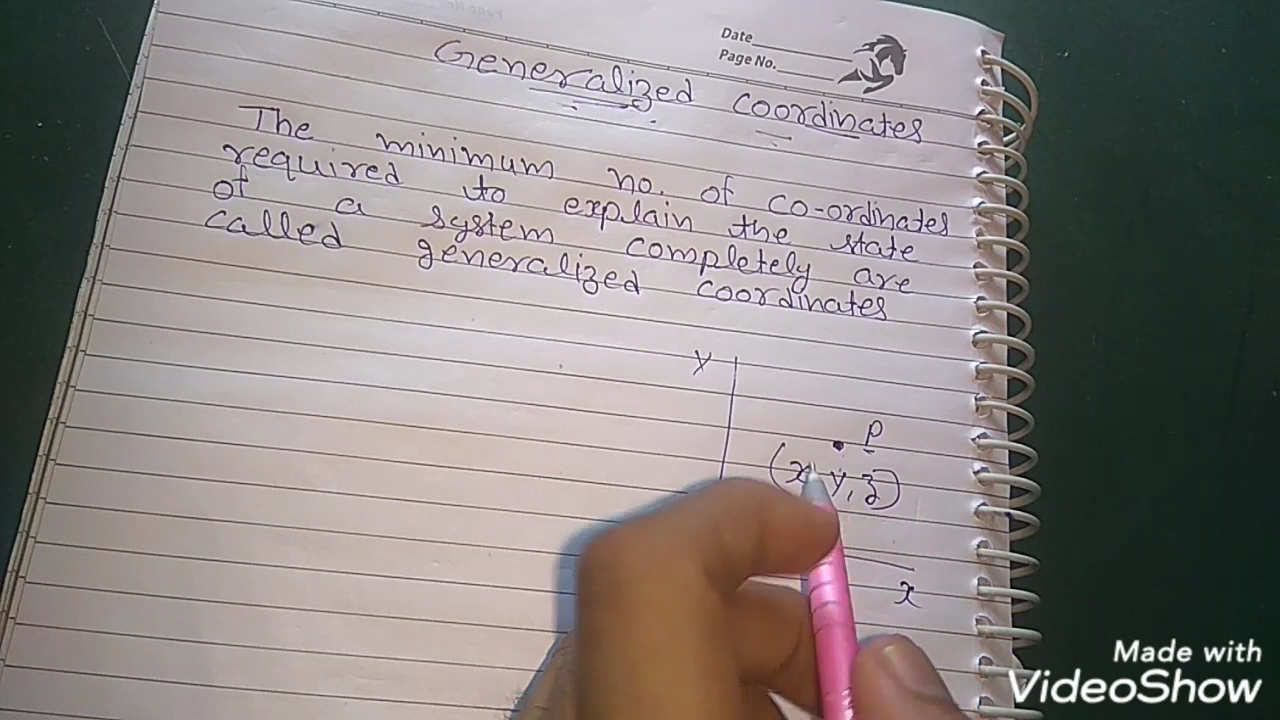 Date
Page No.
Generalized coordinates
The minimum no. of co-ordinates
required to explain the state
of a system completely are
called generalized coordinates
Y
P
(x, y, z)
x
Made with
VideoShow